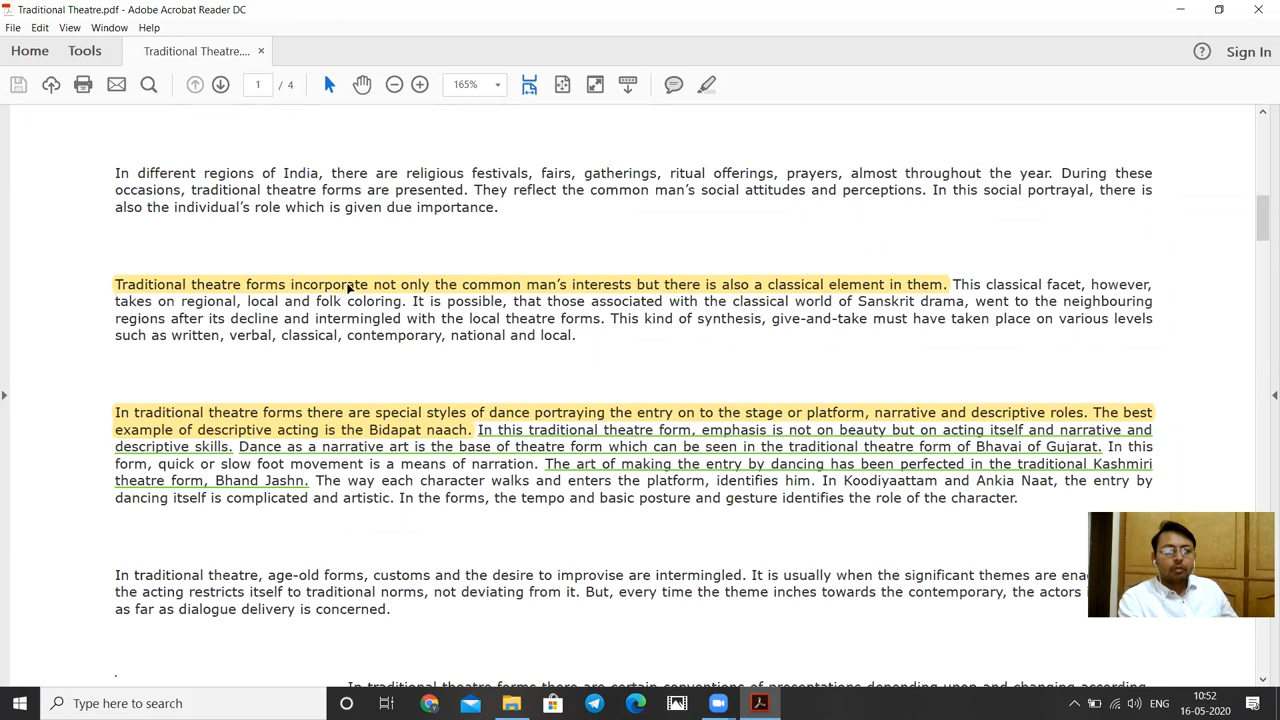 Traditional Theatre.pdf - Adobe Acrobat Reader DC
File Edit View Window Help
Home Tools Traditional Theatre.... × Sign In
1 / 4 165%
In different regions of India, there are religious festivals, fairs, gatherings, ritual offerings, prayers, almost throughout the year. During these
occasions, traditional theatre forms are presented. They reflect the common man's social attitudes and perceptions. In this social portrayal, there is
also the individual's role which is given due importance.
Traditional theatre forms incorporate not only the common man's interests but there is also a classical element in them. This classical facet, however,
takes on regional, local and folk coloring. It is possible, that those associated with the classical world of Sanskrit drama, went to the neighbouring
regions after its decline and intermingled with the local theatre forms. This kind of synthesis, give-and-take must have taken place on various levels
such as written, verbal, classical, contemporary, national and local.
In traditional theatre forms there are special styles of dance portraying the entry on to the stage or platform, narrative and descriptive roles. The best
example of descriptive acting is the Bidapat naach. In this traditional theatre form, emphasis is not on beauty but on acting itself and narrative and
descriptive skills. Dance as a narrative art is the base of theatre form which can be seen in the traditional theatre form of Bhavai of Gujarat. In this
form, quick or slow foot movement is a means of narration. The art of making the entry by dancing has been perfected in the traditional Kashmiri
theatre form, Bhand Jashn. The way each character walks and enters the platform, identifies him. In Koodiyaattam and Ankia Naat, the entry by
dancing itself is complicated and artistic. In the forms, the tempo and basic posture and gesture identifies the role of the character.
In traditional theatre, age-old forms, customs and the desire to improvise are intermingled. It is usually when the significant themes are
the acting restricts itself to traditional norms, not deviating from it. But, every time the theme inches towards the contemporary, the actors
as far as dialogue delivery is concerned.
.
In traditional theatre forms there are certain conventions of presentations depending upon and changing according
Type here to search
ENG
10:52
16-05-2020